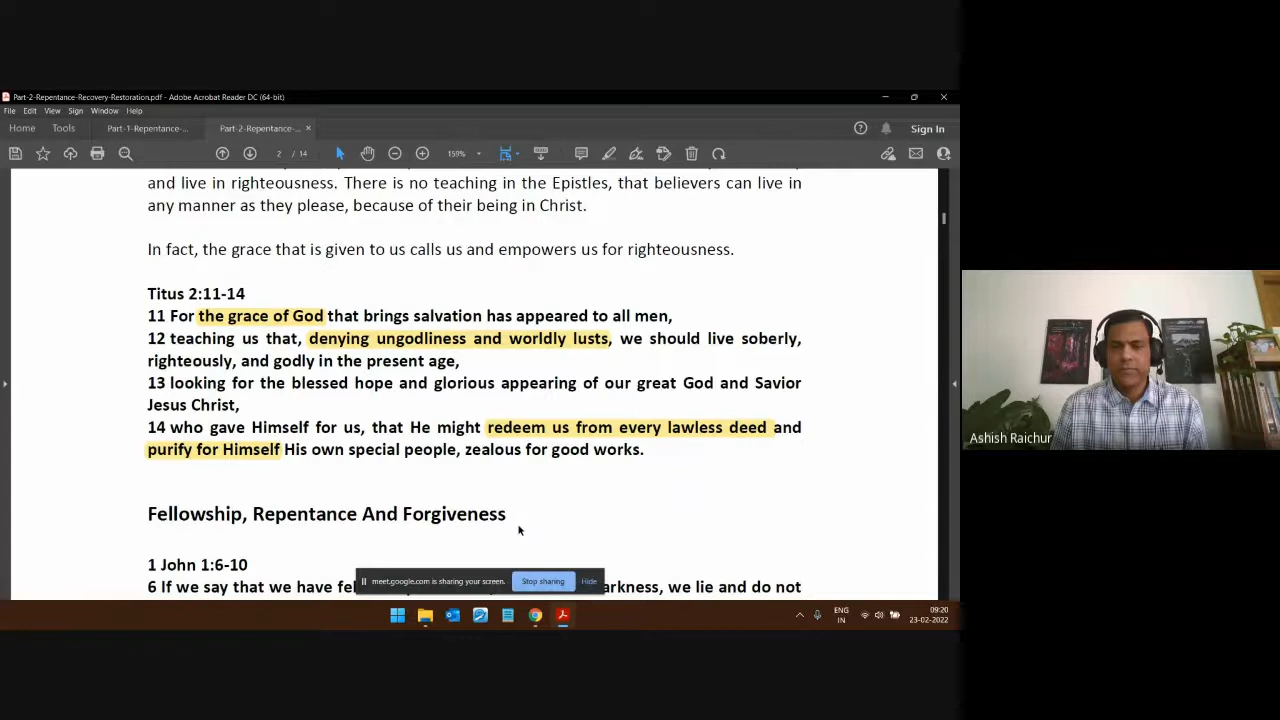 Part-2-Repentance-Recovery-Restoration.pdf - Adobe Acrobat Reader DC (64-bit)
File Edit View Sign Window Help
Home Tools Part-1-Repentance-... Part-2-Repentance-... × Sign In
2 / 14 159%
and live in righteousness. There is no teaching in the Epistles, that believers can live in
any manner as they please, because of their being in Christ.
In fact, the grace that is given to us calls us and empowers us for righteousness.
Titus 2:11-14
11 For the grace of God that brings salvation has appeared to all men,
12 teaching us that, denying ungodliness and worldly lusts, we should live soberly,
righteously, and godly in the present age,
13 looking for the blessed hope and glorious appearing of our great God and Savior
Jesus Christ,
14 who gave Himself for us, that He might redeem us from every lawless deed and
purify for Himself His own special people, zealous for good works.
Ashish Raichur
Fellowship, Repentance And Forgiveness
1 John 1:6-10
6 If we say that we have fel arkness, we lie and do not
meet.google.com is sharing your screen. Stop sharing Hide
ENG
IN
09:20
23-02-2022